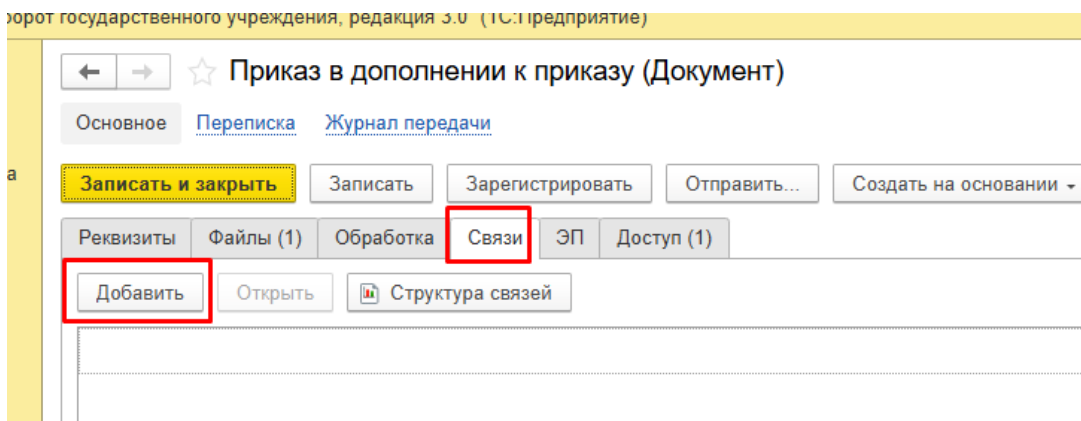 государственного учреждения, редакция 3.0 (1С:Предприятие)
Приказ в дополнении к приказу (Документ)
Основное Переписка Журнал передачи
а
Записать и закрыть Записать Зарегистрировать Отправить... Создать на основании
Реквизиты Файлы (1) Обработка Связи ЭП Доступ (1)
Добавить Открыть Структура связей